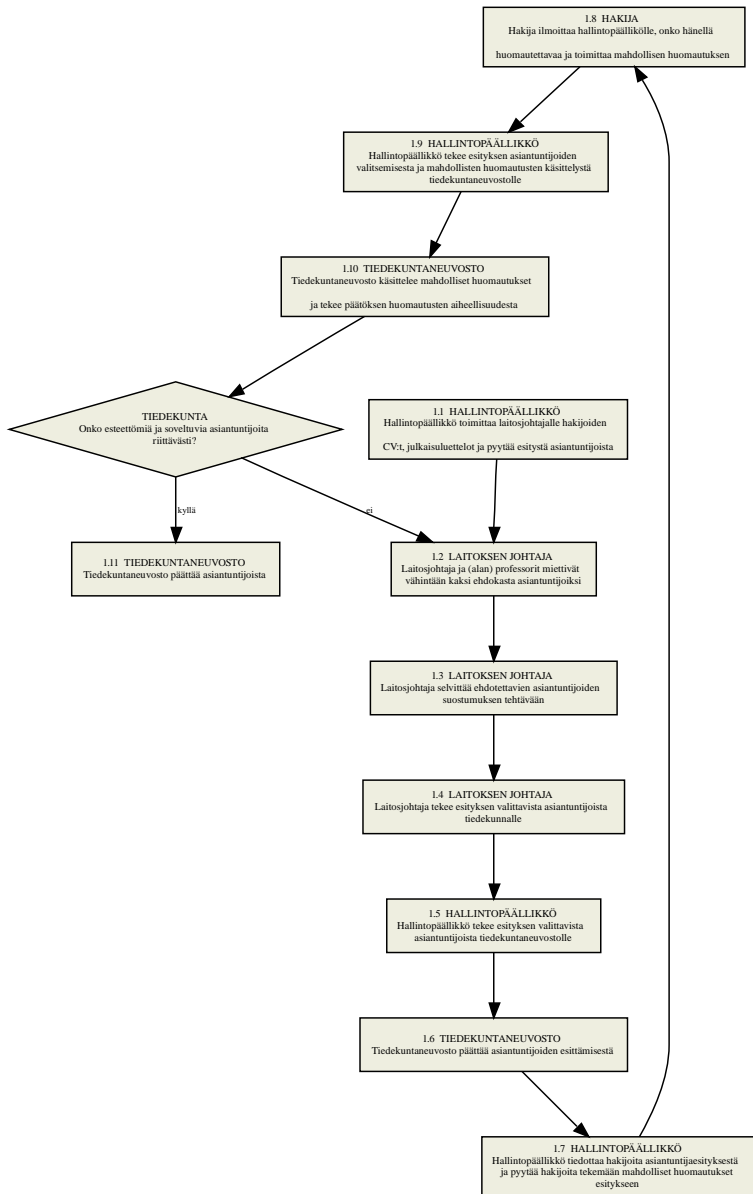 1.8 HAKIJA
Hakija ilmoittaa hallintopäällikölle, onko hänellä
huomautettavaa ja toimittaa mahdollisen huomautuksen
1.9 HALLINTOPÄÄLLIKKÖ
Hallintopäällikkö tekee esityksen asiantuntijoiden
valitsemisesta ja mahdollisten huomautusten käsittelystä
tiedekuntaneuvostolle
1.10 TIEDEKUNTANEUVOSTO
Tiedekuntaneuvosto käsittelee mahdolliset huomautukset
ja tekee päätöksen huomautusten aiheellisuudesta
TIEDEKUNTA
Onko esteettömiä ja soveltuvia asiantuntijoita
riittävästi?
1.1 HALLINTOPÄÄLLIKKÖ
Hallintopäällikkö toimittaa laitosjohtajalle hakijoiden
CV:t, julkaisuluettelot ja pyytää esitystä asiantuntijoista
kyllä
ei
1.11 TIEDEKUNTANEUVOSTO
Tiedekuntaneuvosto päättää asiantuntijoista
1.2 LAITOKSEN JOHTAJA
Laitosjohtaja ja (alan) professorit miettivät
vähintään kaksi ehdokasta asiantuntijoiksi
1.3 LAITOKSEN JOHTAJA
Laitosjohtaja selvittää ehdotettavien asiantuntijoiden
suostumuksen tehtävään
1.4 LAITOKSEN JOHTAJA
Laitosjohtaja tekee esityksen valittavista asiantuntijoista
tiedekunnalle
1.5 HALLINTOPÄÄLLIKKÖ
Hallintopäällikkö tekee esityksen valittavista
asiantuntijoista tiedekuntaneuvostolle
1.6 TIEDEKUNTANEUVOSTO
Tiedekuntaneuvosto päättää asiantuntijoiden esittämisestä
1.7 HALLINTOPÄÄLLIKKÖ
Hallintopäällikkö tiedottaa hakijoita asiantuntijaesityksestä
ja pyytää hakijoita tekemään mahdolliset huomautukset
esitykseen